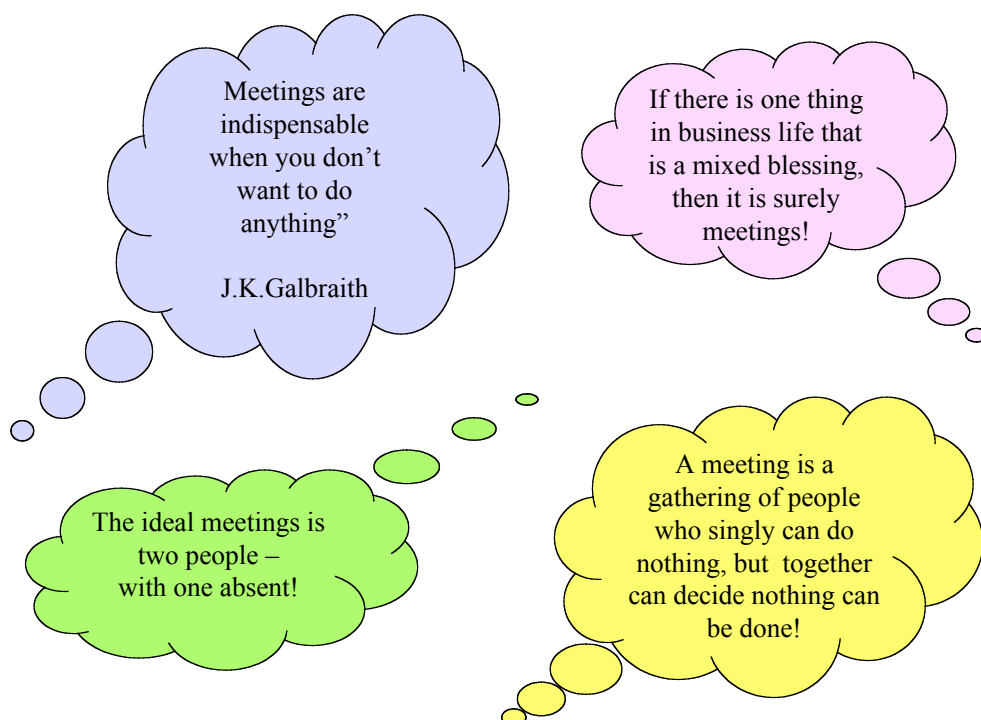 Meetings are
indispensable
when you don’t
want to do
anything”
J.K.Galbraith
If there is one thing
in business life that
is a mixed blessing,
then it is surely
meetings!
The ideal meetings is
two people –
with one absent!
A meeting is a
gathering of people
who singly can do
nothing, but together
can decide nothing can
be done!